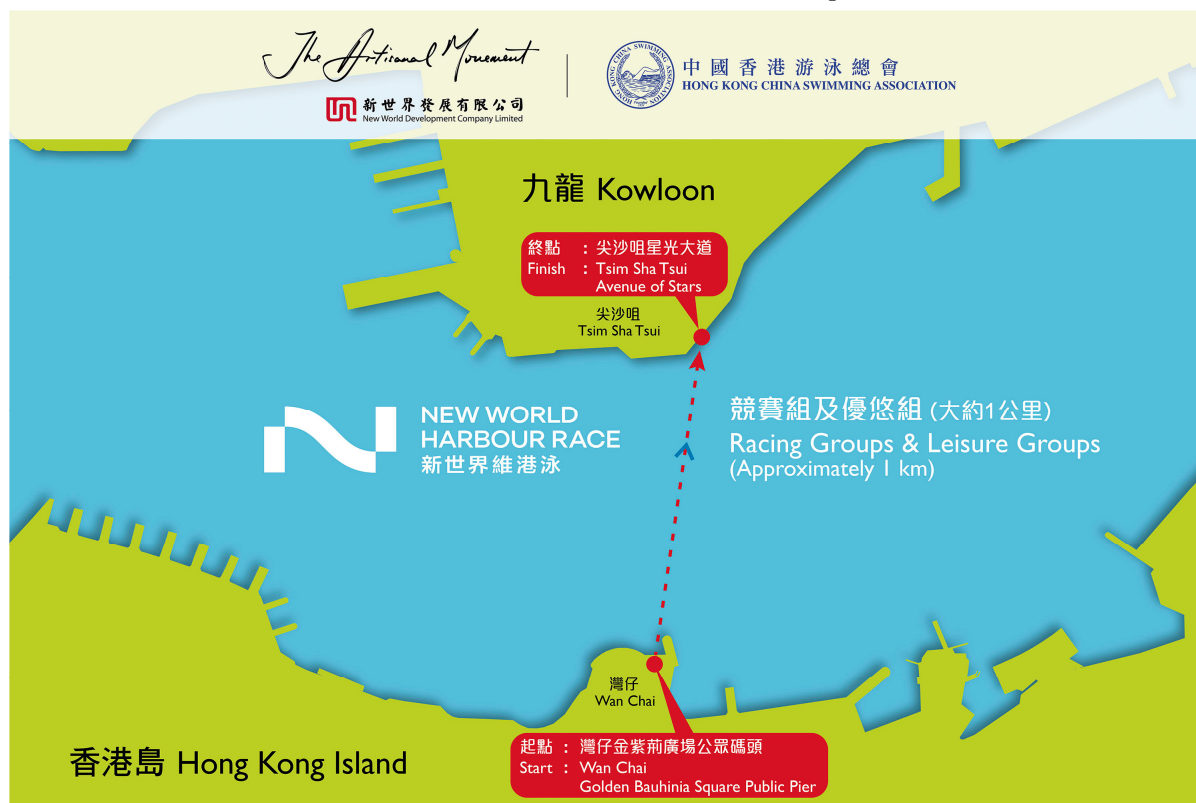 The Artisanal Movement
新世界發展有限公司
New World Development Company Limited
中國香港游泳總會
HONG KONG CHINA SWIMMING ASSOCIATION
HONG KONG CHINA SWIMMING ASSOCIATION
九龍 Kowloon
終點 : 尖沙咀星光大道
Finish : Tsim Sha Tsui
Avenue of Stars
尖沙咀
Tsim Sha Tsui
NEW WORLD
HARBOUR RACE
新世界維港泳
競賽組及優悠組 (大約1公里)
Racing Groups & Leisure Groups
(Approximately 1 km)
灣仔
Wan Chai
起點 : 灣仔金紫荊廣場公眾碼頭
Start : Wan Chai
Golden Bauhinia Square Public Pier
香港島 Hong Kong Island